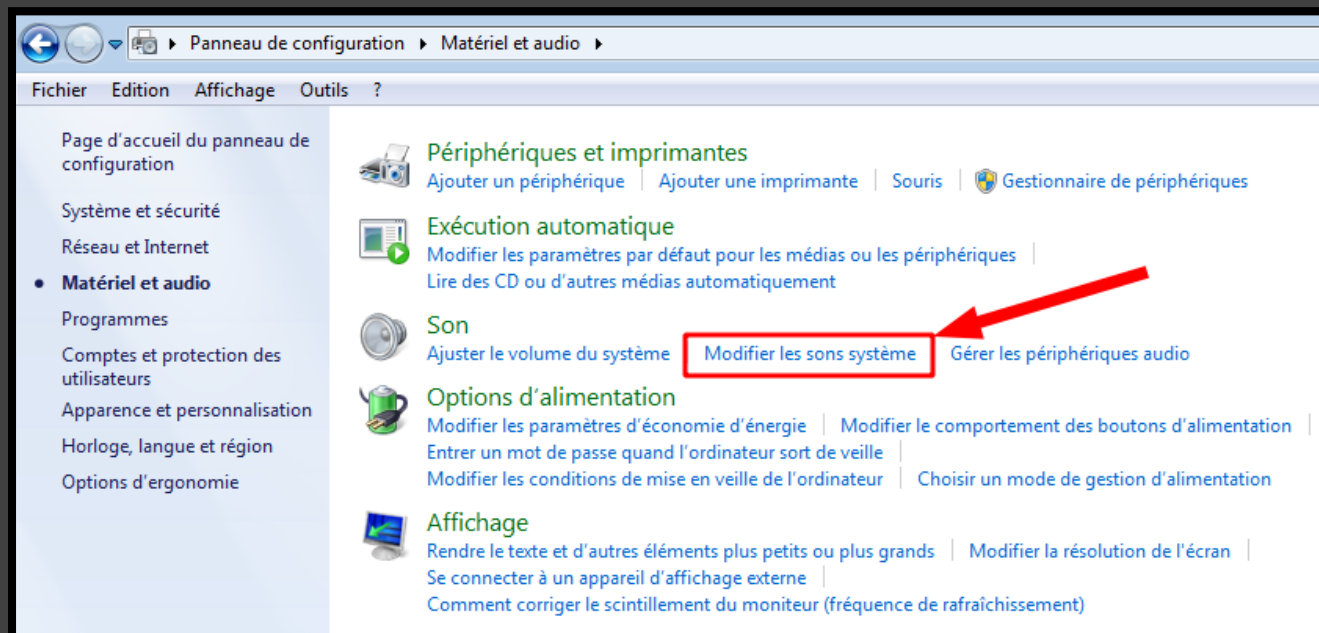 Panneau de configuration Matériel et audio
Fichier Edition Affichage Outils ?
Page d'accueil du panneau de
configuration
Système et sécurité
Réseau et Internet
Matériel et audio
Programmes
Comptes et protection des
utilisateurs
Apparence et personnalisation
Horloge, langue et région
Options d'ergonomie
Périphériques et imprimantes
Ajouter un périphérique Ajouter une imprimante Souris Gestionnaire de périphériques
Exécution automatique
Modifier les paramètres par défaut pour les médias ou les périphériques
Lire des CD ou d'autres médias automatiquement
Son
Ajuster le volume du système Modifier les sons système Gérer les périphériques audio
Options d'alimentation
Modifier les paramètres d'économie d'énergie Modifier le comportement des boutons d'alimentation
Entrer un mot de passe quand l'ordinateur sort de veille
Modifier les conditions de mise en veille de l'ordinateur Choisir un mode de gestion d'alimentation
Affichage
Rendre le texte et d'autres éléments plus petits ou plus grands Modifier la résolution de l'écran
Se connecter à un appareil d'affichage externe
Comment corriger le scintillement du moniteur (fréquence de rafraîchissement)